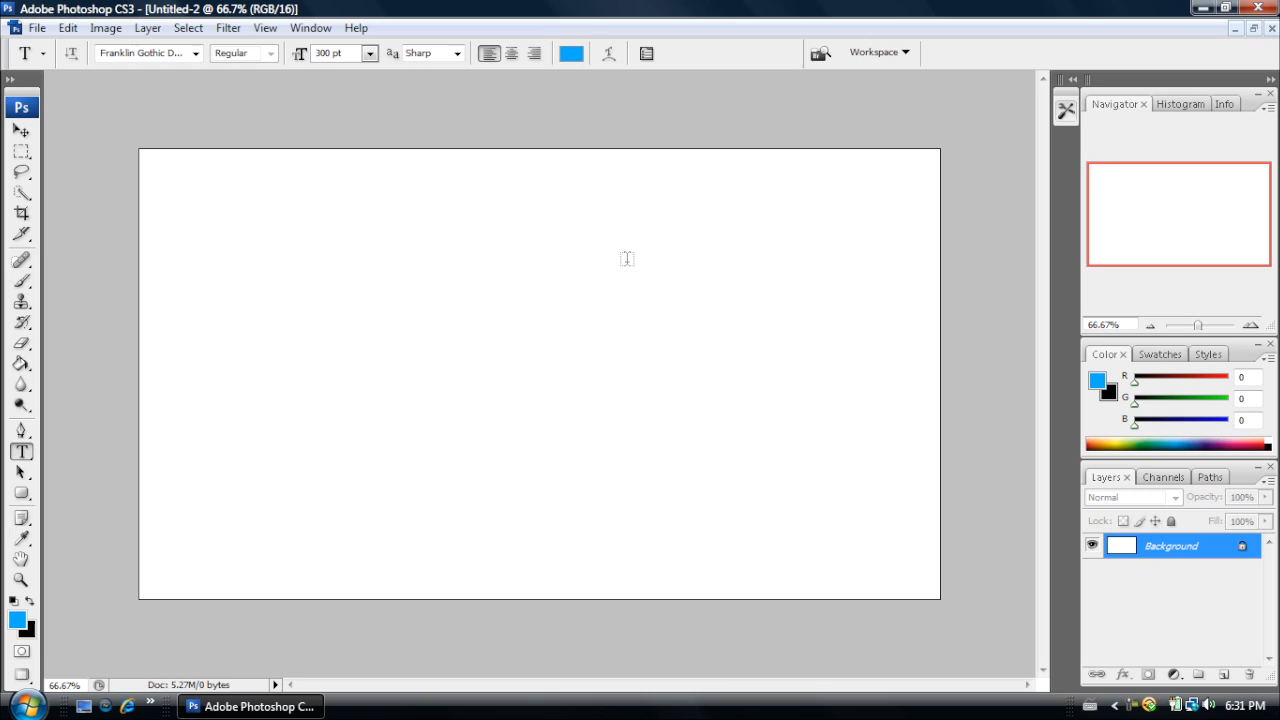 Adobe Photoshop CS3 - [Untitled-2 @ 66.7% (RGB/16)]
File Edit Image Layer Select Filter View Window Help
T Franklin Gothic D... Regular 300 pt Sharp Workspace
Ps
Navigator Histogram Info
66.67%
Color Swatches Styles
R 0
G 0
B 0
Layers Channels Paths
Normal Opacity: 100%
Lock: Fill: 100%
Background
66.67% Doc: 5.27M/0 bytes
Adobe Photoshop C... 6:31 PM